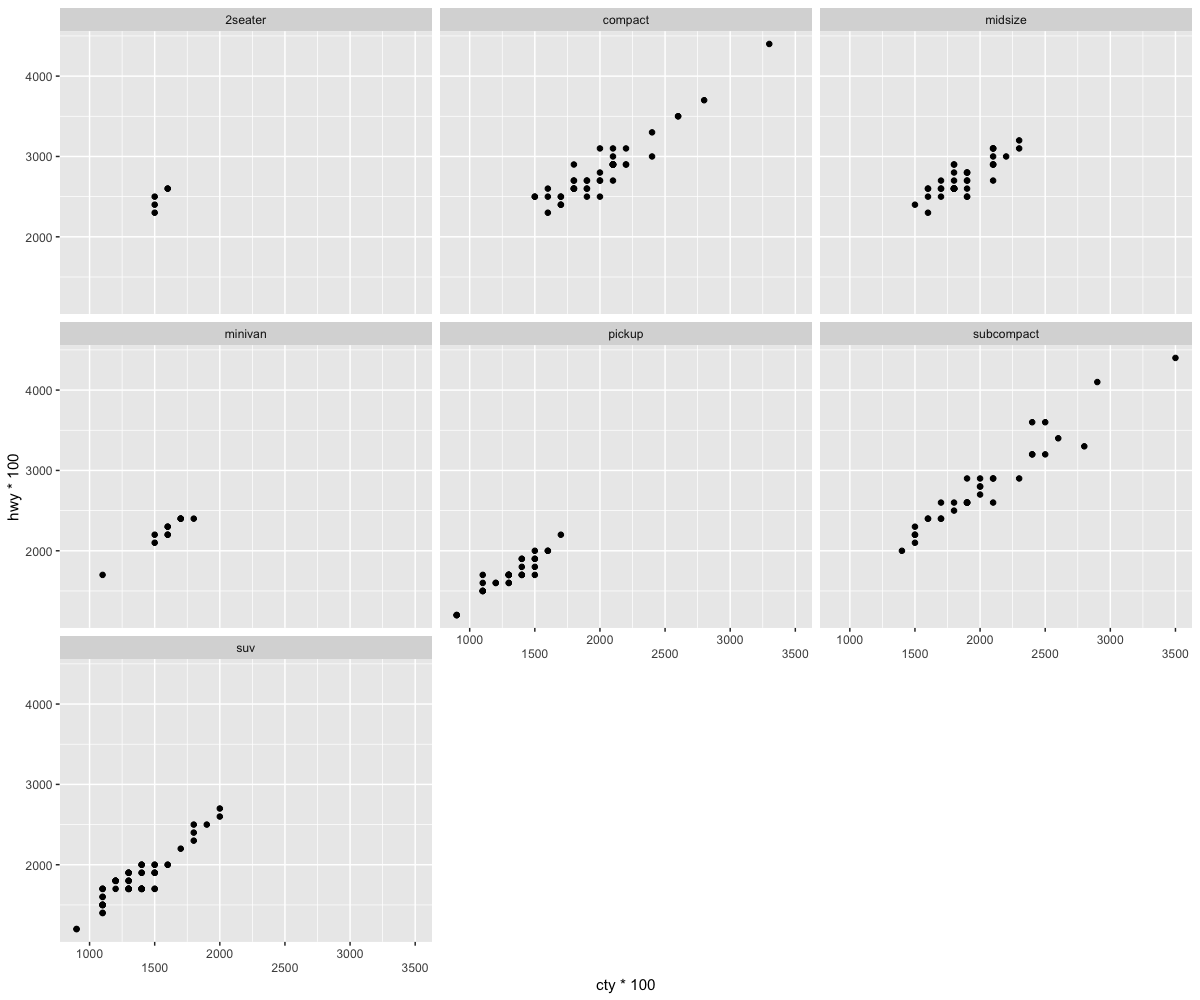 2seater compact midsize
4000
3000
2000
minivan pickup subcompact
4000
3000
2000
hwy * 100
1000 2000 3000 1000 2000 3000
1500 2500 3500 1500 2500 3500
suv
4000
3000
2000
1000 2000 3000
1500 2500 3500
cty * 100